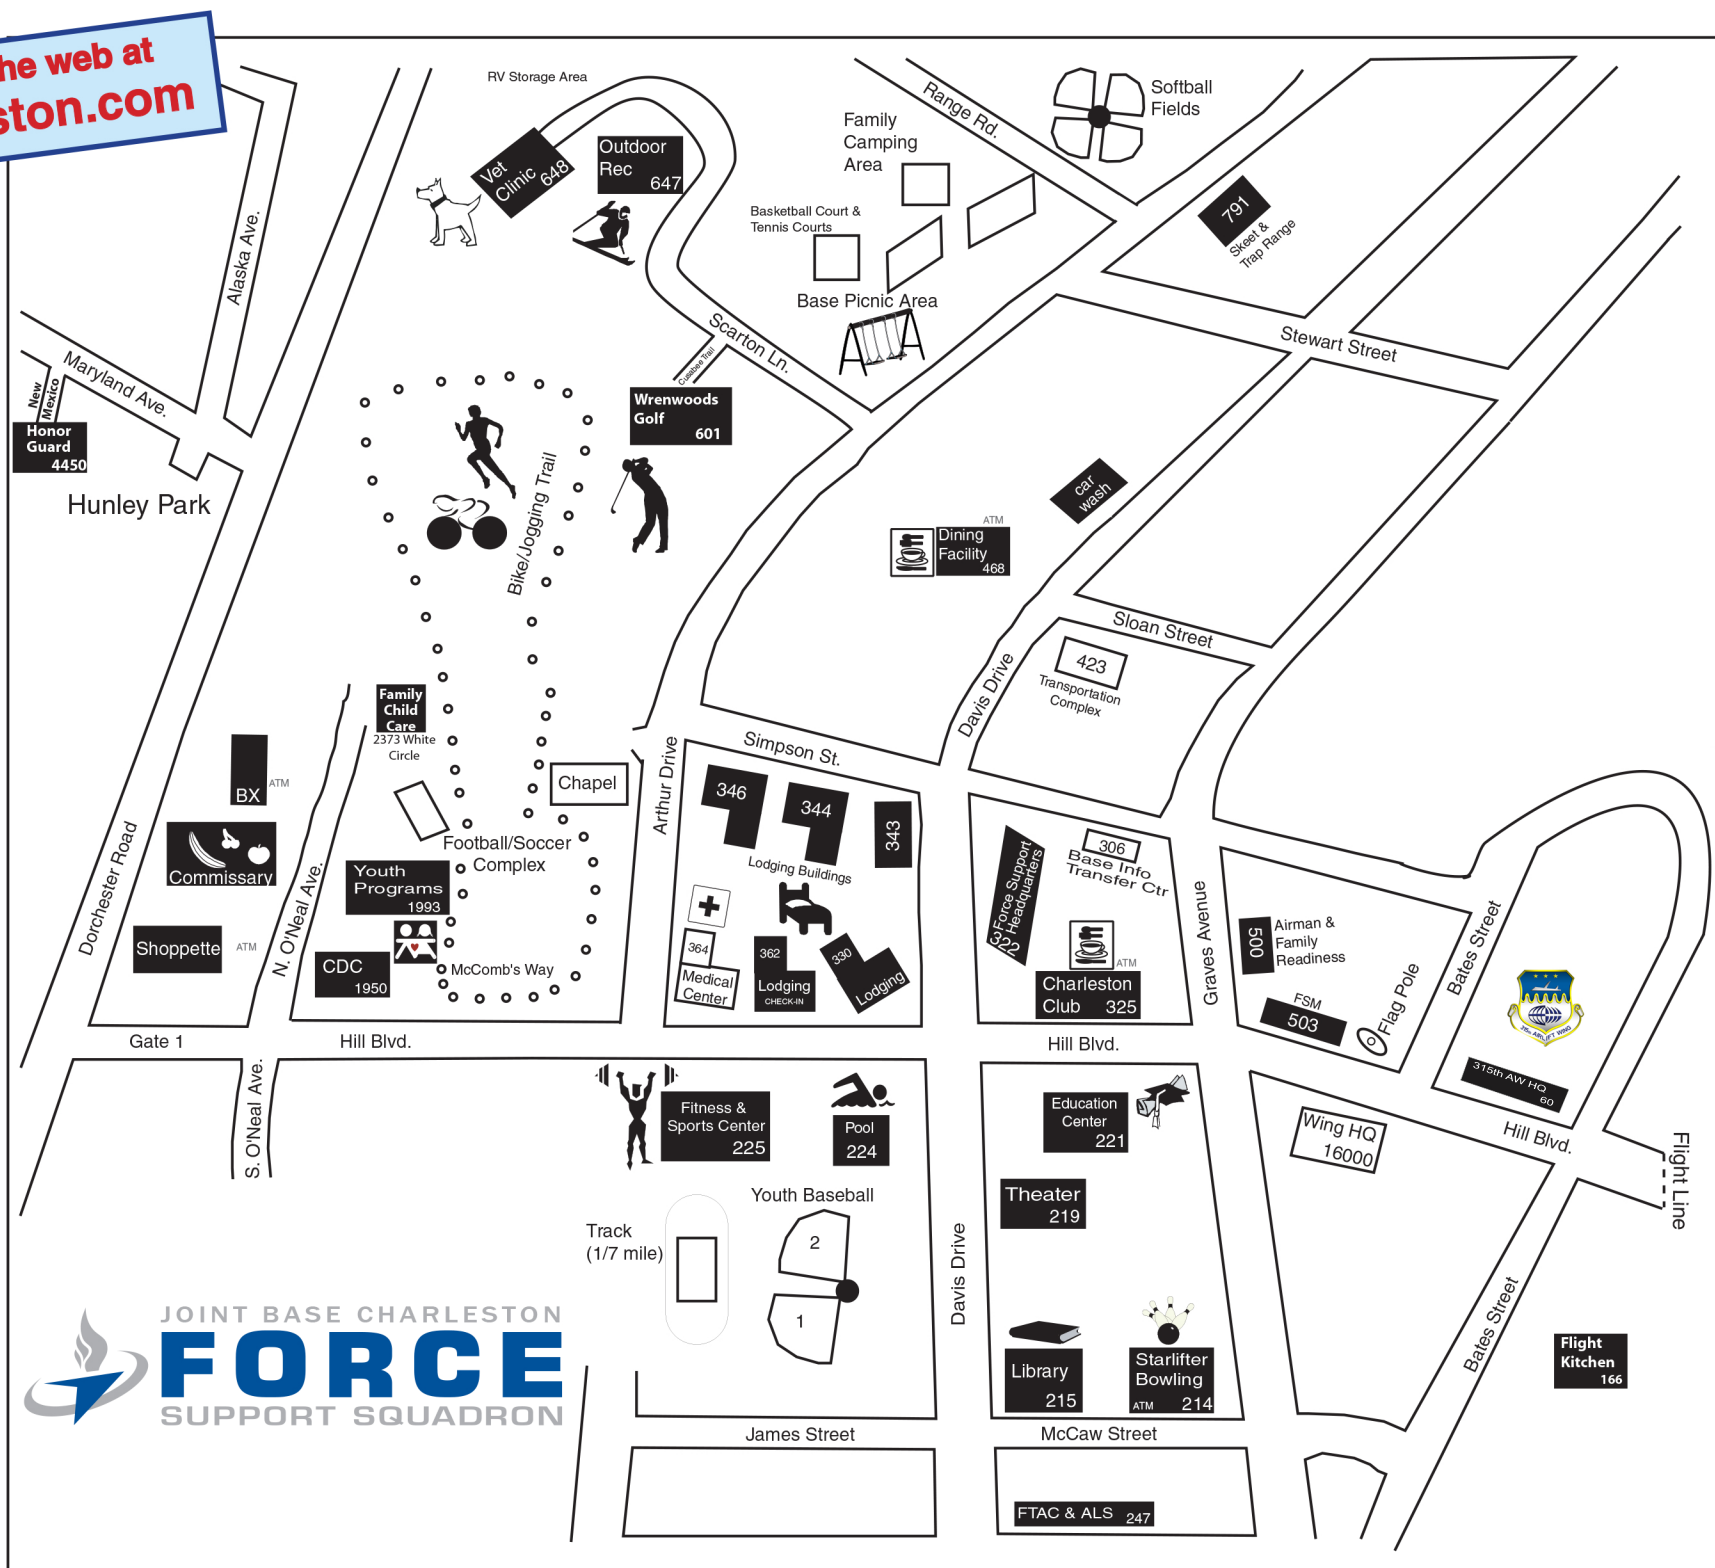 he web at
ston.com
RV Storage Area
Vet
Clinic 648
Outdoor
Rec
647
Family
Camping
Area
Range Rd.
Softball
Fields
Basketball Court &
Tennis Courts
Base Picnic Area
791
Skeet &
Trap Range
Alaska Ave.
Maryland Ave.
New
Mexico
Honor
Guard
4450
Hunley Park
Scarton Ln.
Cusabee Trail
Wrenwoods
Golf
601
Stewart Street
Bike/Jogging Trail
car
wash
ATM
Dining
Facility
468
Sloan Street
423
Transportation
Complex
Davis Drive
Family
Child
Care
2373 White
Circle
BX
ATM
Chapel
Arthur Drive
Simpson St.
346
344
343
Lodging Buildings
Commissary
Dorchester Road
N. O'Neal Ave.
Football/Soccer
Complex
Youth
Programs
1993
Shoppette
ATM
CDC
1950
McComb's Way
364
Medical
Center
362
Lodging
CHECK-IN
330
Lodging
Force Support
Headquarters
322
306
Base Info
Transfer Ctr
ATM
Charleston
Club 325
Graves Avenue
500
Airman &
Family
Readiness
FSM
503
Flag Pole
Bates Street
26th AIRLIFT WING
315th AW HQ
60
Gate 1
Hill Blvd.
Hill Blvd.
Hill Blvd.
S. O'Neal Ave.
Fitness &
Sports Center
225
Pool
224
Education
Center
221
Wing HQ
16000
Flight Line
Youth Baseball
2
1
Track
(1/7 mile)
Theater
219
Davis Drive
Library
215
Starlifter
Bowling
ATM 214
Bates Street
Flight
Kitchen
166
JOINT BASE CHARLESTON
FORCE
SUPPORT SQUADRON
James Street
McCaw Street
FTAC & ALS 247